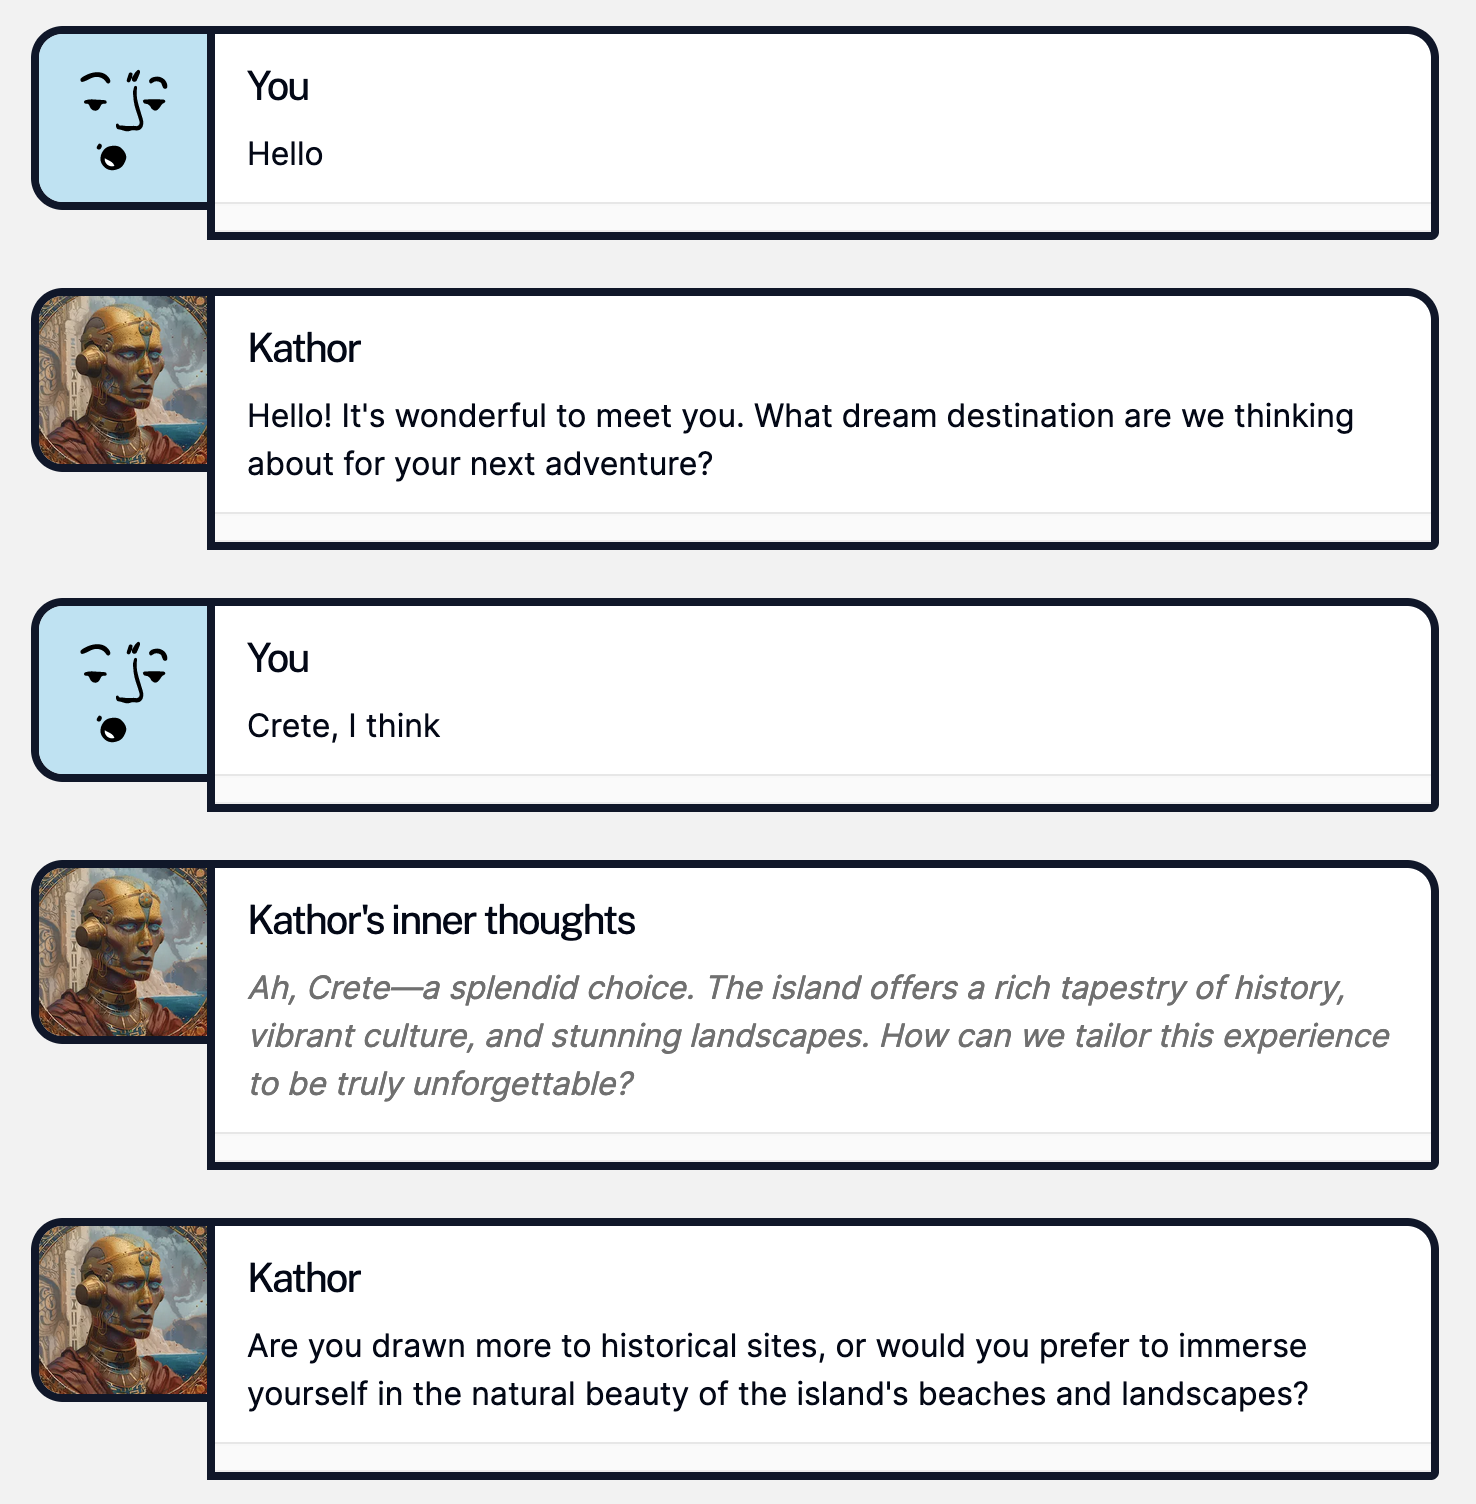 You
Hello
Kathor
Hello! It's wonderful to meet you. What dream destination are we thinking
about for your next adventure?
You
Crete, I think
Kathor's inner thoughts
Ah, Crete—a splendid choice. The island offers a rich tapestry of history,
vibrant culture, and stunning landscapes. How can we tailor this experience
to be truly unforgettable?
Kathor
Are you drawn more to historical sites, or would you prefer to immerse
yourself in the natural beauty of the island's beaches and landscapes?